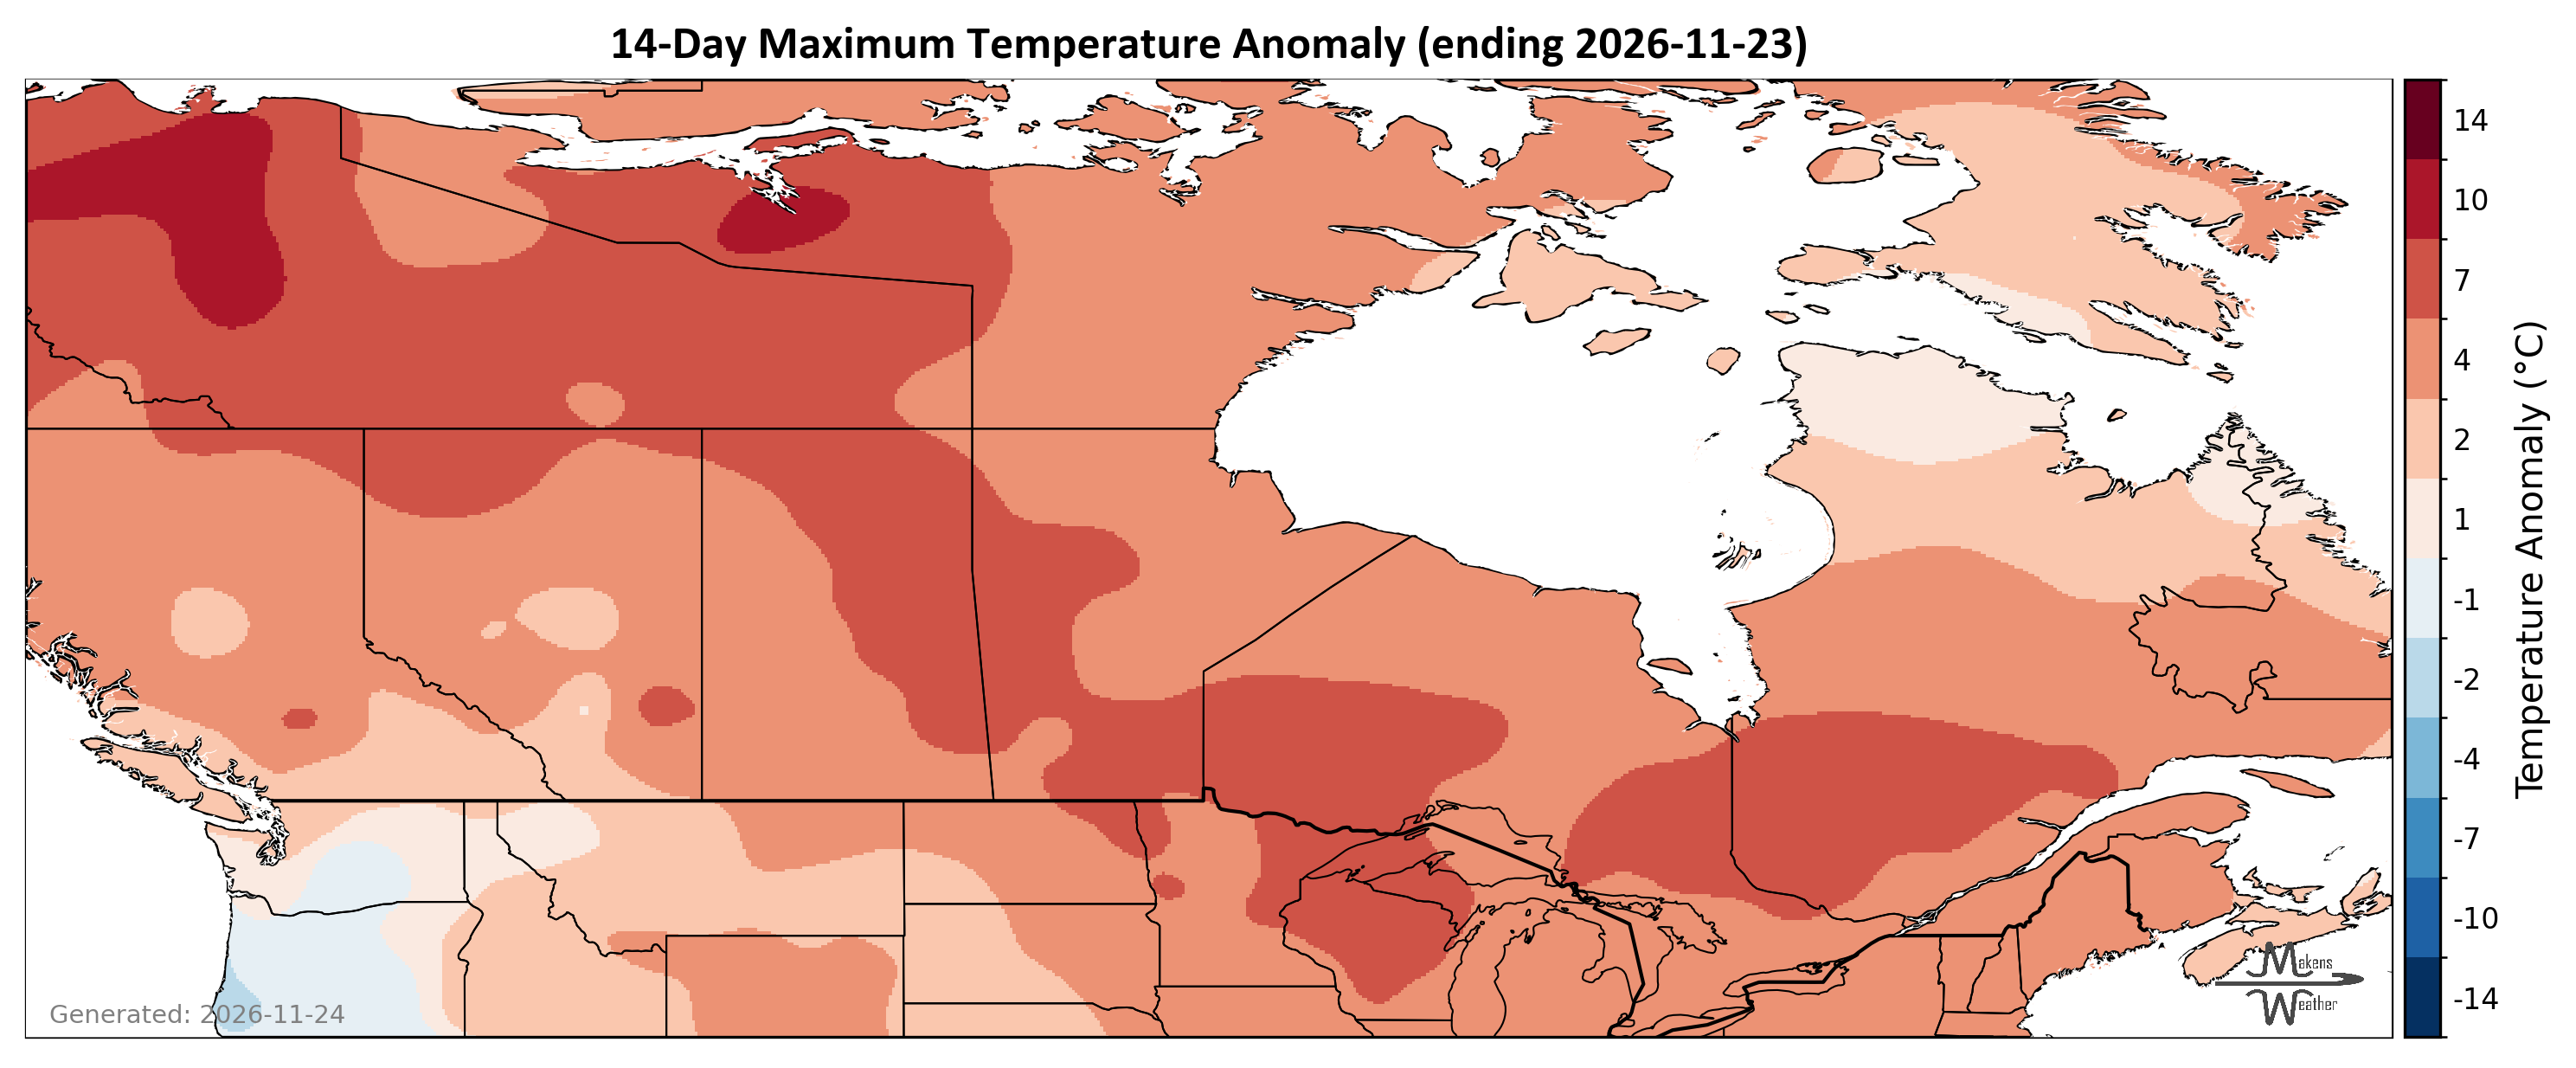 14-Day Maximum Temperature Anomaly (ending 2026-11-23)
14
10
7
4
2
1
-1
-2
-4
-7
-10
-14
Temperature Anomaly (°C)
Makens
Weather
Generated: 2026-11-24